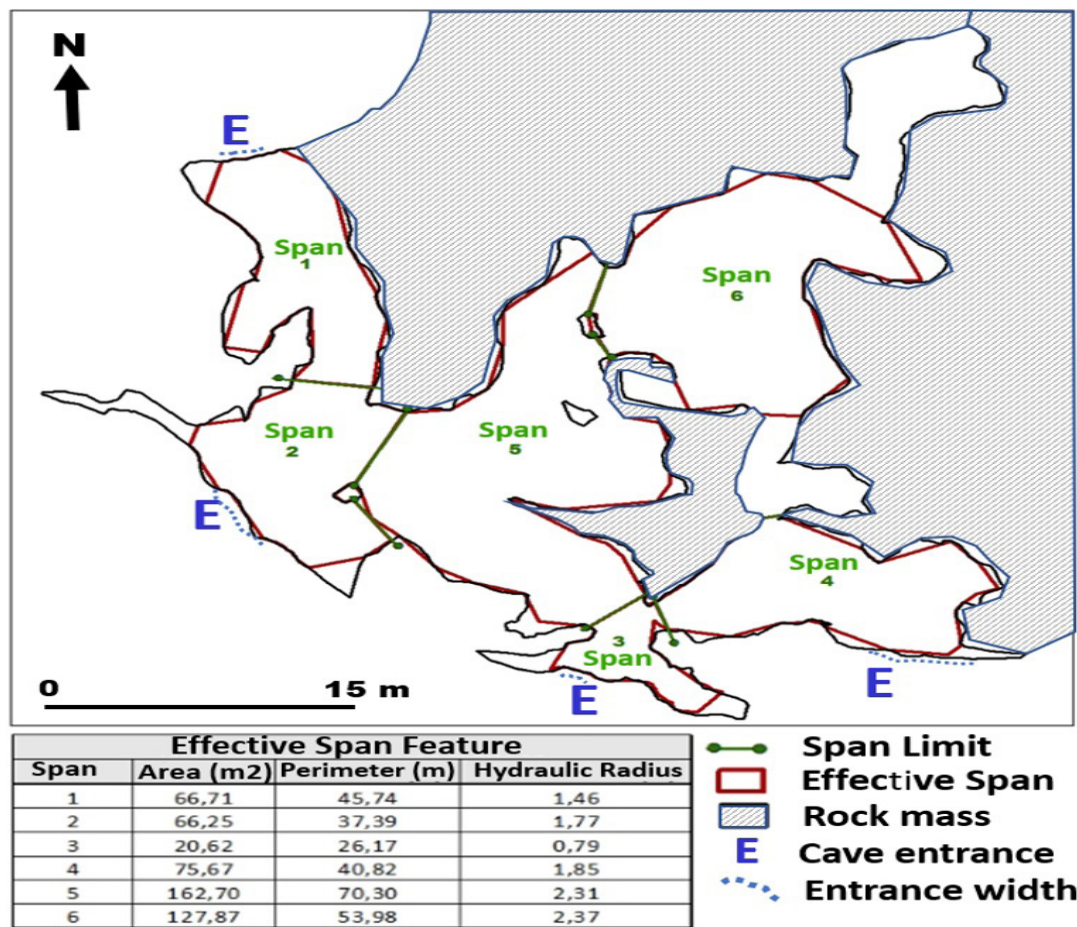 N
E
Span
1
Span
6
Span
2
Span
5
E
Span
4
3
Span
E
E
0 15 m
Effective Span Feature
Span Area (m2) Perimeter (m) Hydraulic Radius
1 66,71 45,74 1,46
2 66,25 37,39 1,77
3 20,62 26,17 0,79
4 75,67 40,82 1,85
5 162,70 70,30 2,31
6 127,87 53,98 2,37
Span Limit
Effective Span
Rock mass
E Cave entrance
Entrance width